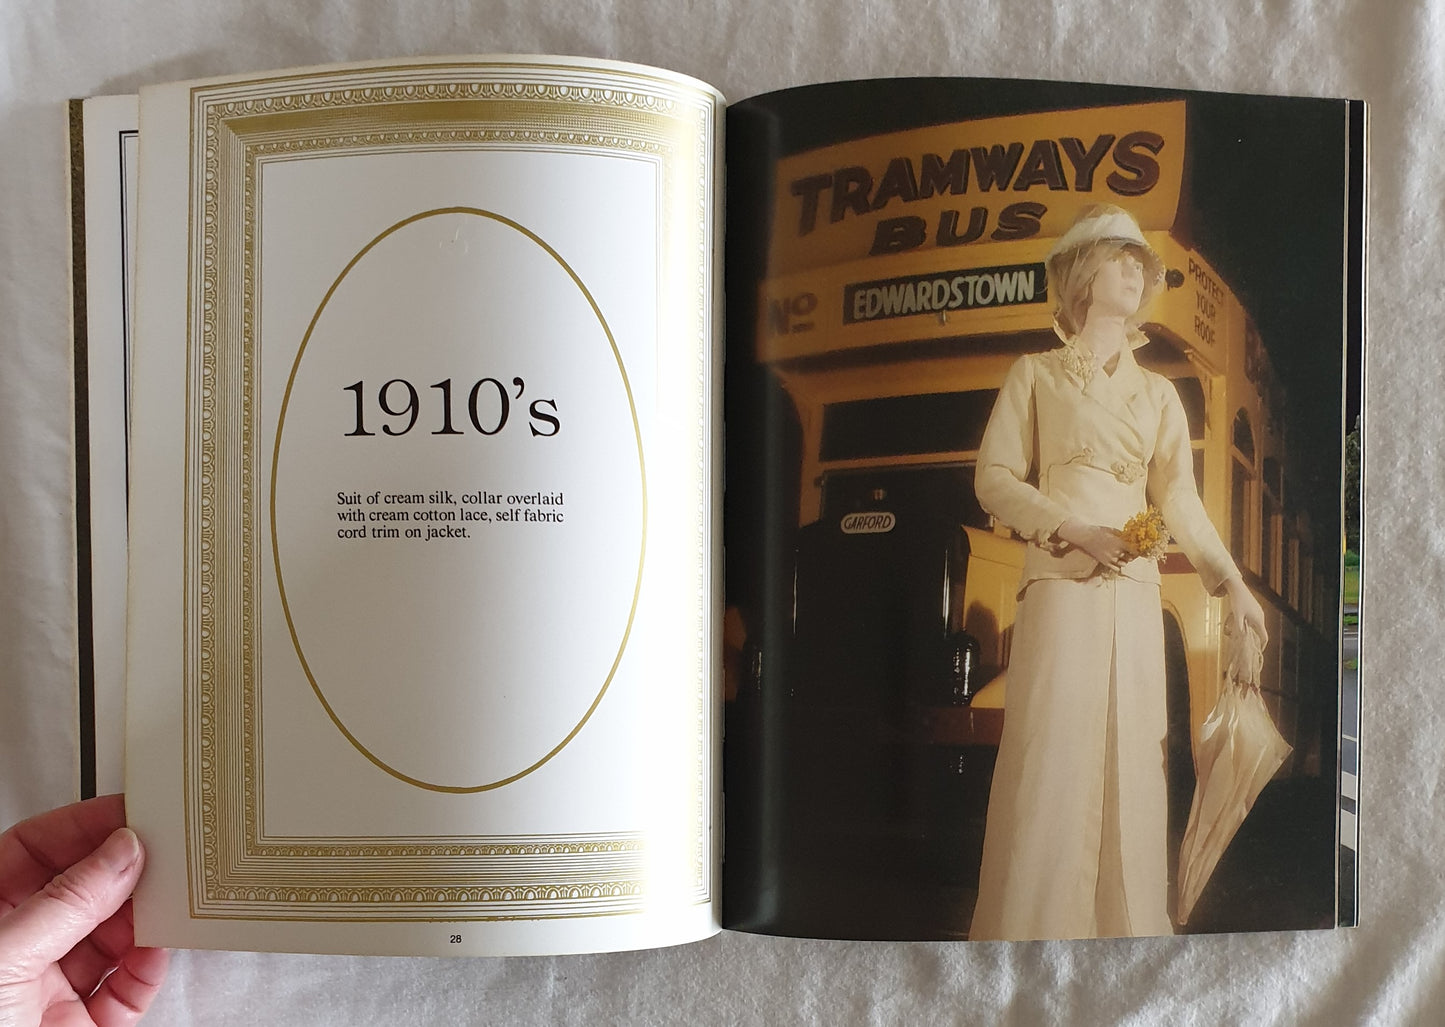 1910's
Suit of cream silk, collar overlaid
with cream cotton lace, self fabric
cord trim on jacket.
28
TRAMWAYS
BUS
No
EDWARDSTOWN
PROTECT
YOUR
ROOF
GARFORD